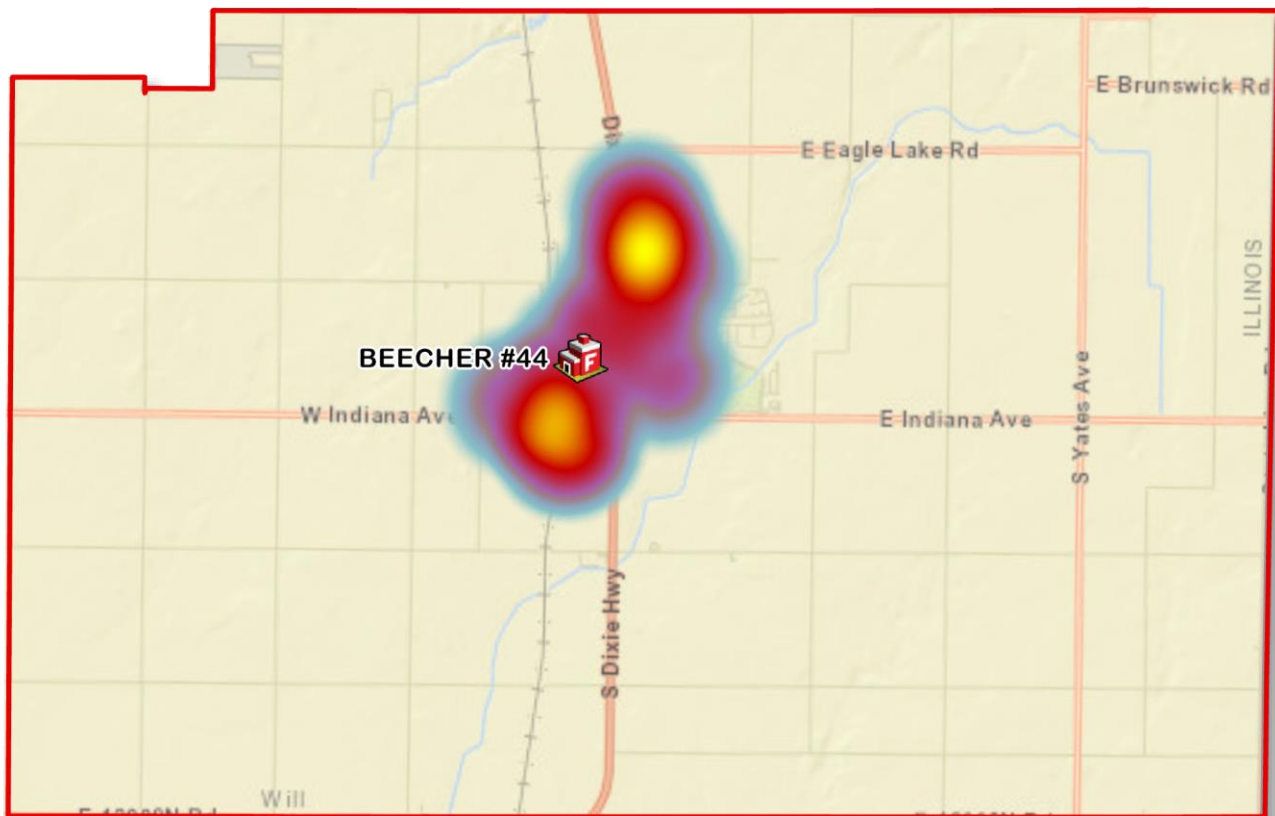 E Brunswick Rd
E Eagle Lake Rd
ILLINOIS
BEECHER #44
F
W Indiana Ave
E Indiana Ave
S Yates Ave
S Dixie Hwy
Will